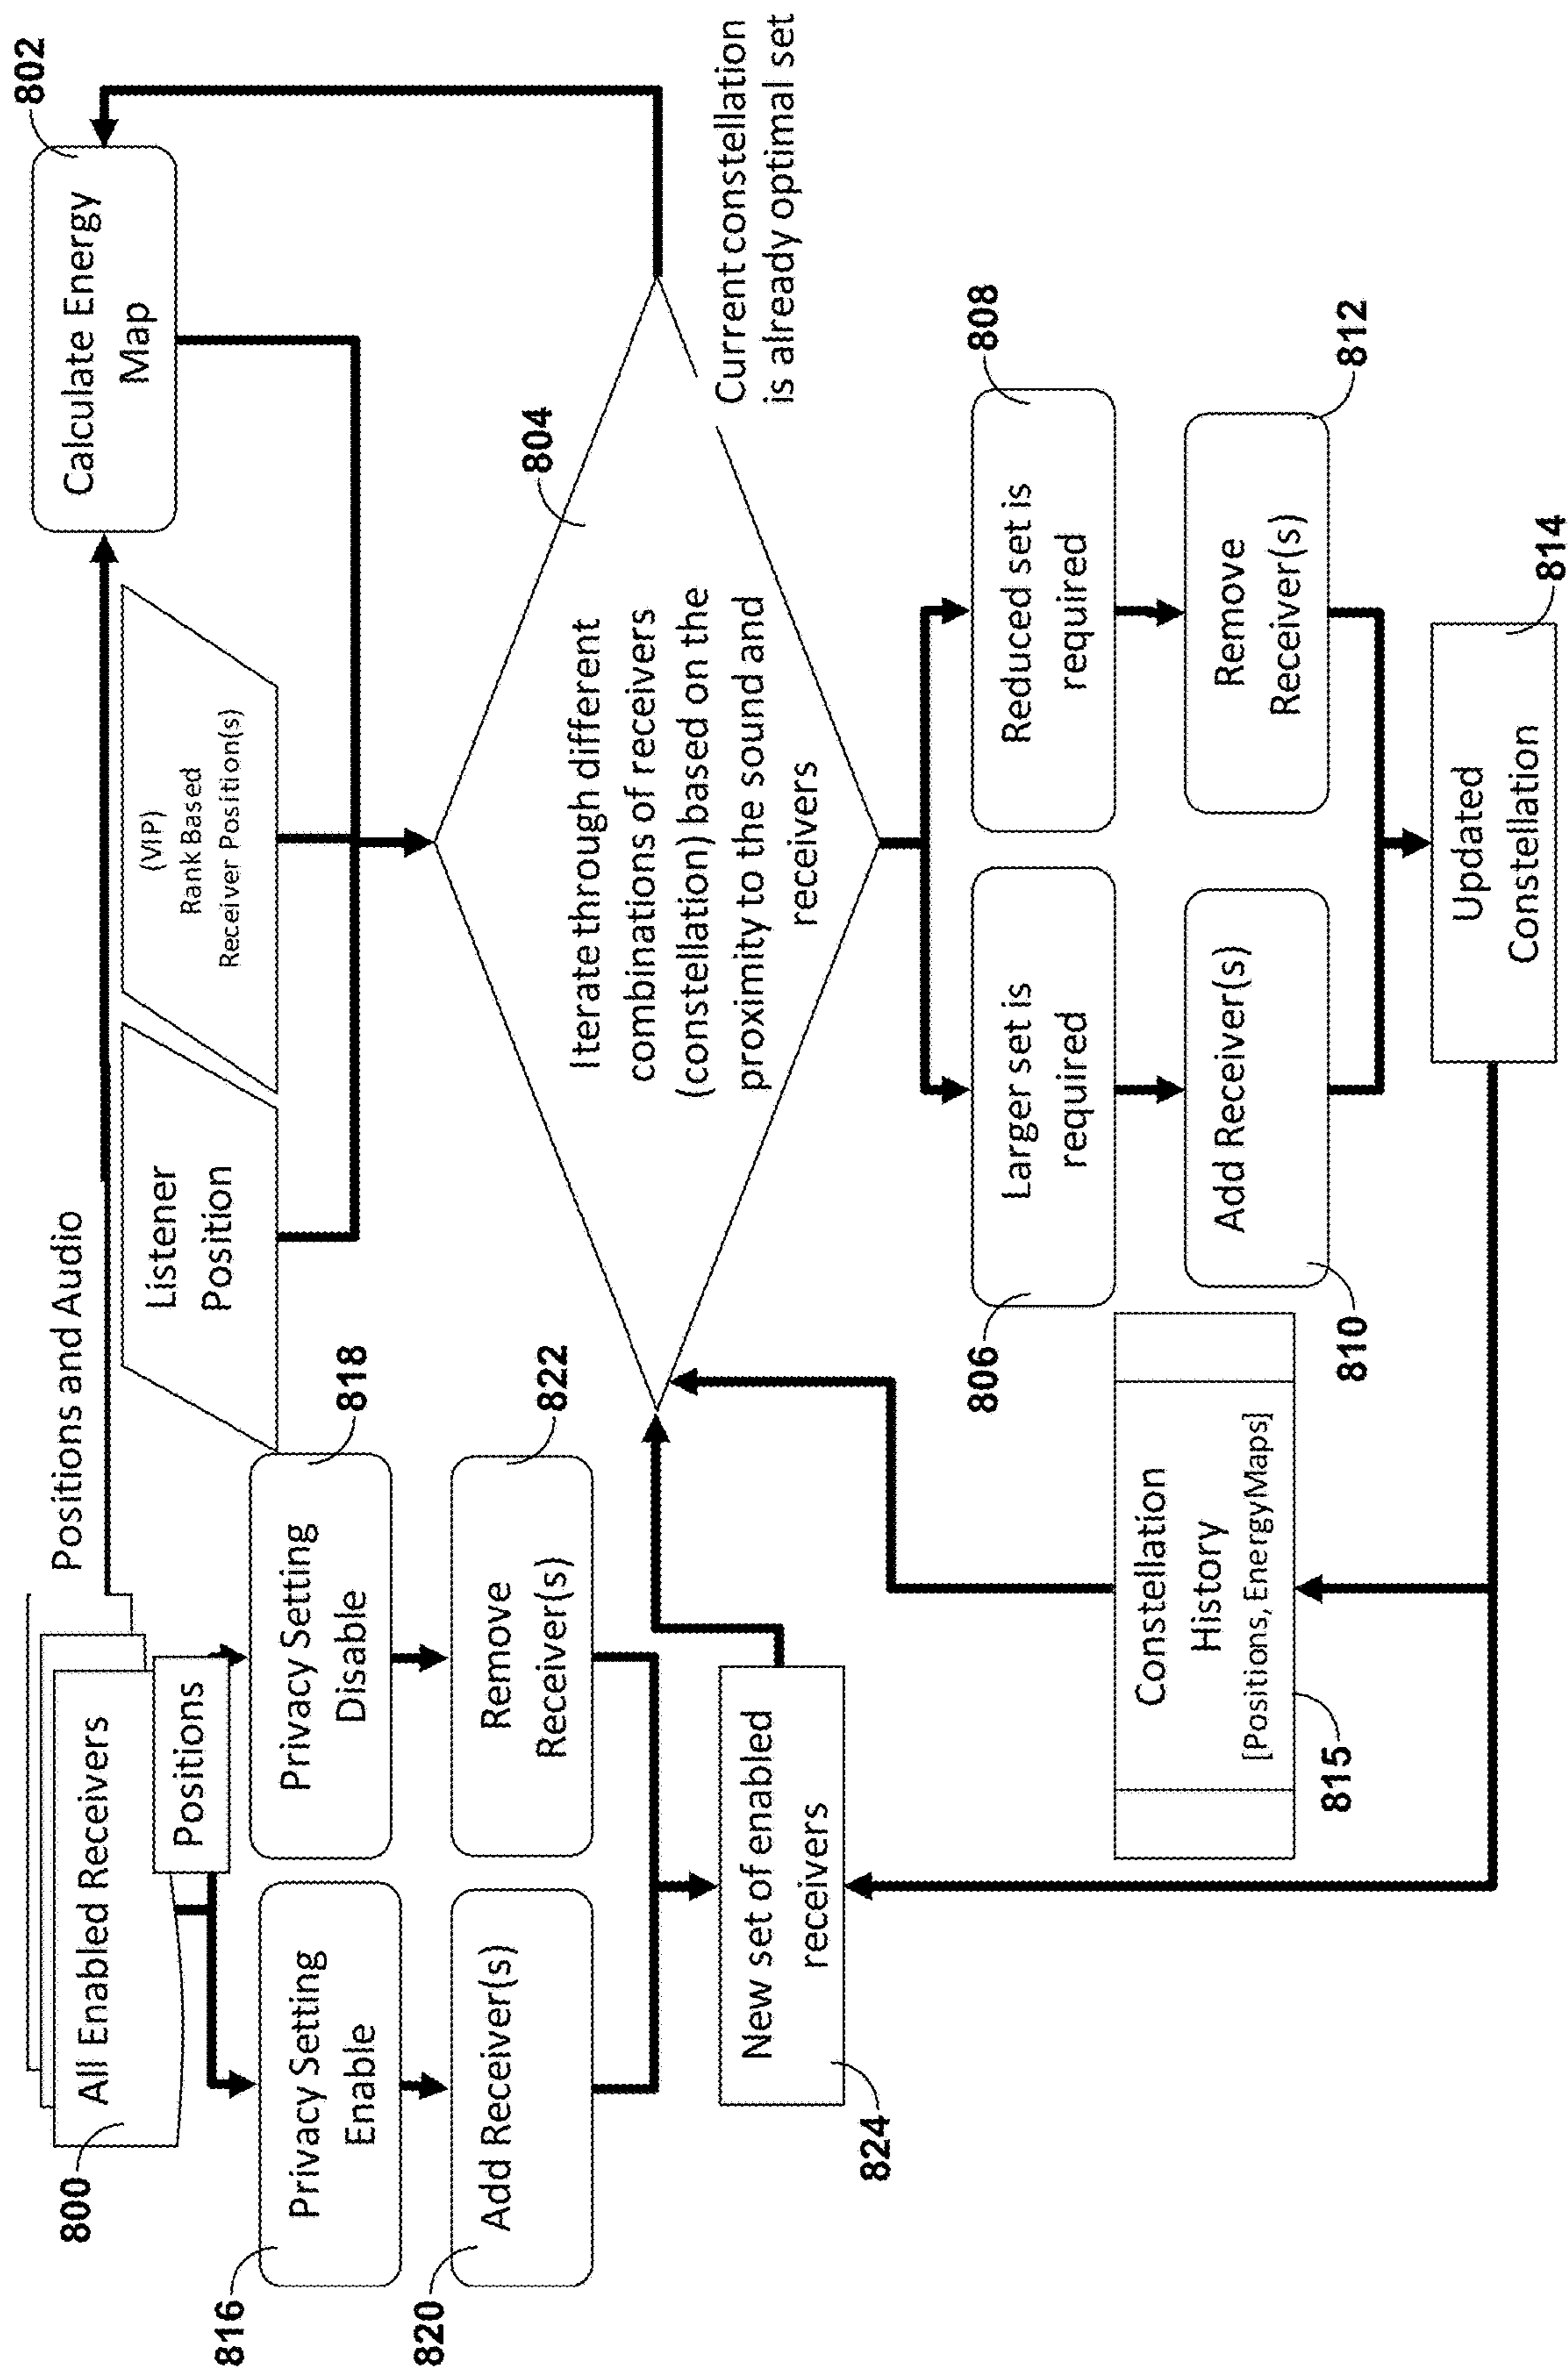 Positions and Audio
800
All Enabled Receivers
Positions
802
Calculate Energy
Map
Listener
Position
(VIP)
Rank Based
Receiver Position(s)
816
Privacy Setting
Enable
818
Privacy Setting
Disable
820
Add Receiver(s)
822
Remove
Receiver(s)
824
New set of enabled
receivers
804
Iterate through different
combinations of receivers
(constellation) based on the
proximity to the sound and
receivers
Current constellation
is already optimal set
806
Larger set is
required
808
Reduced set is
required
810
Add Receiver(s)
812
Remove
Receiver(s)
815
Constellation
History
[Positions, EnergyMaps]
814
Updated
Constellation